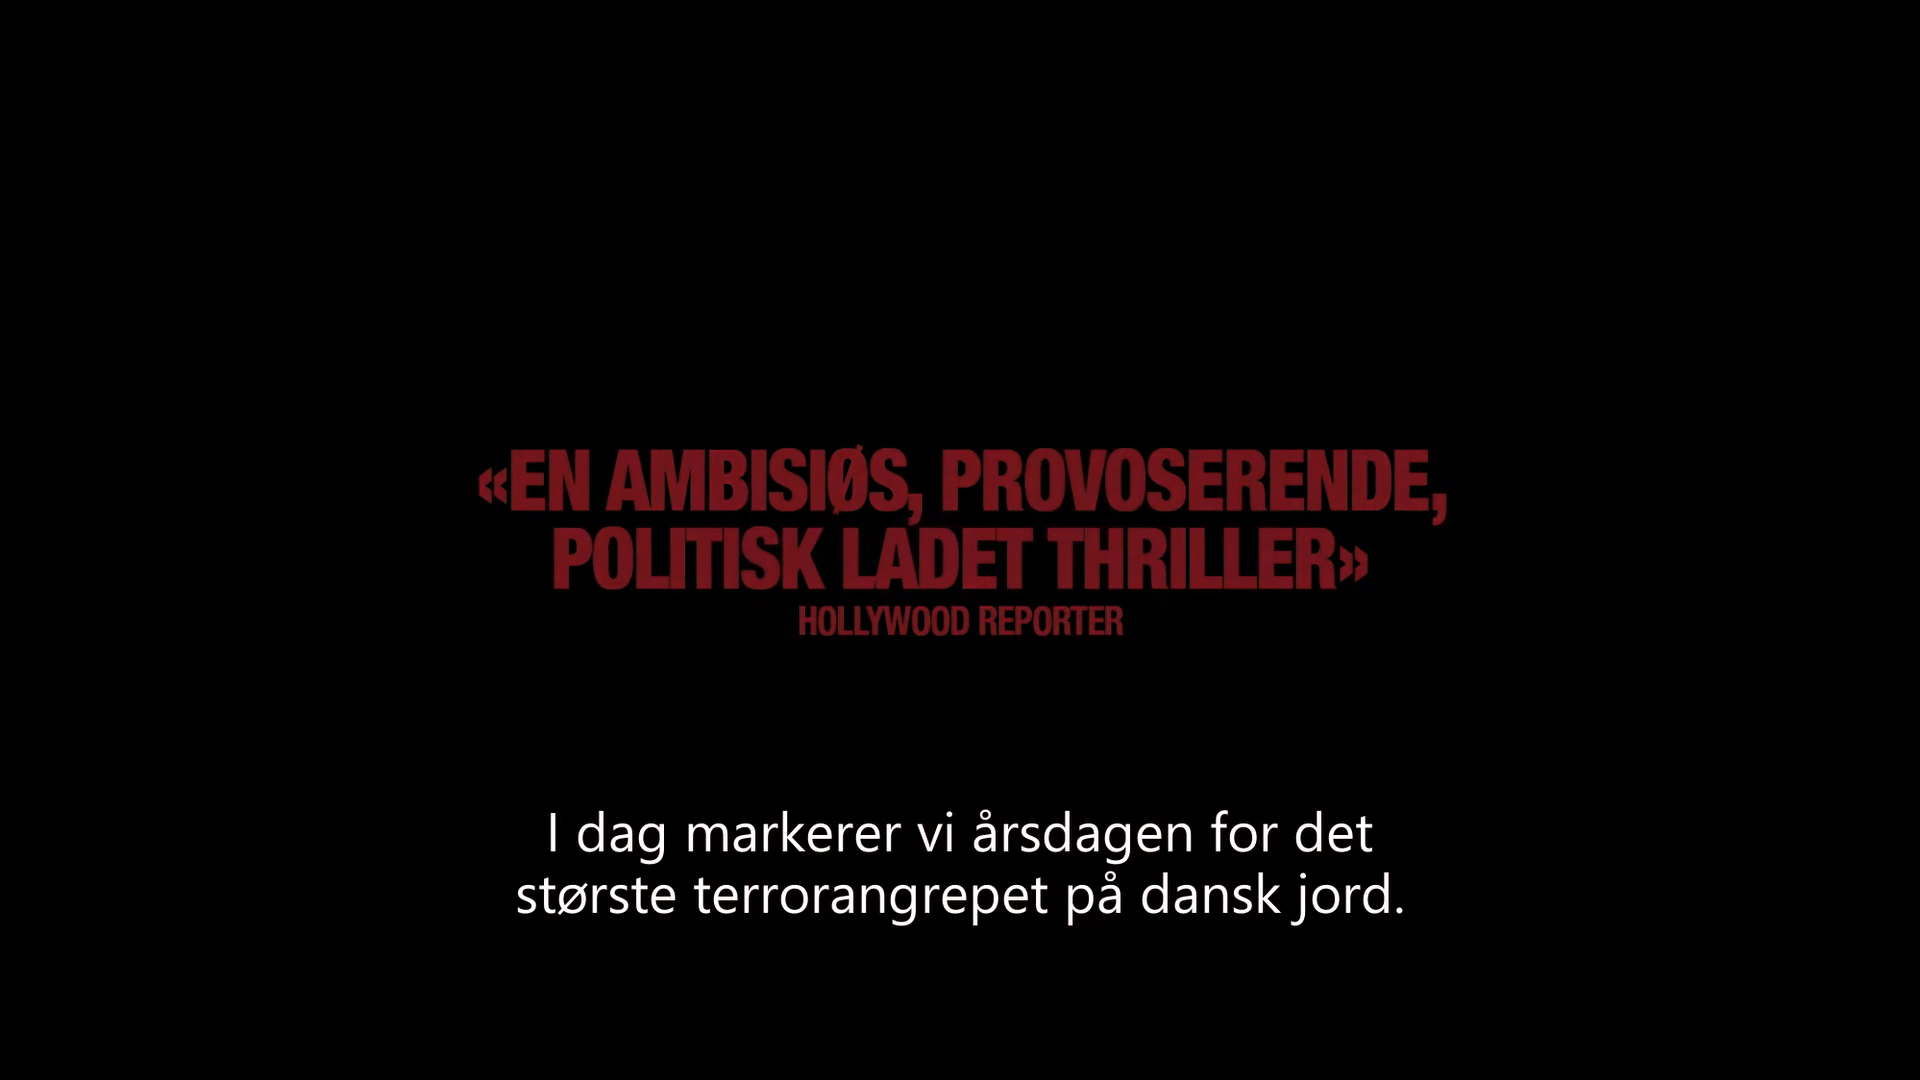 «EN AMBISIØS, PROVOSERENDE,
POLITISK LADET THRILLER»
HOLLYWOOD REPORTER
I dag markerer vi årsdagen for det
største terrorangrepet på dansk jord.